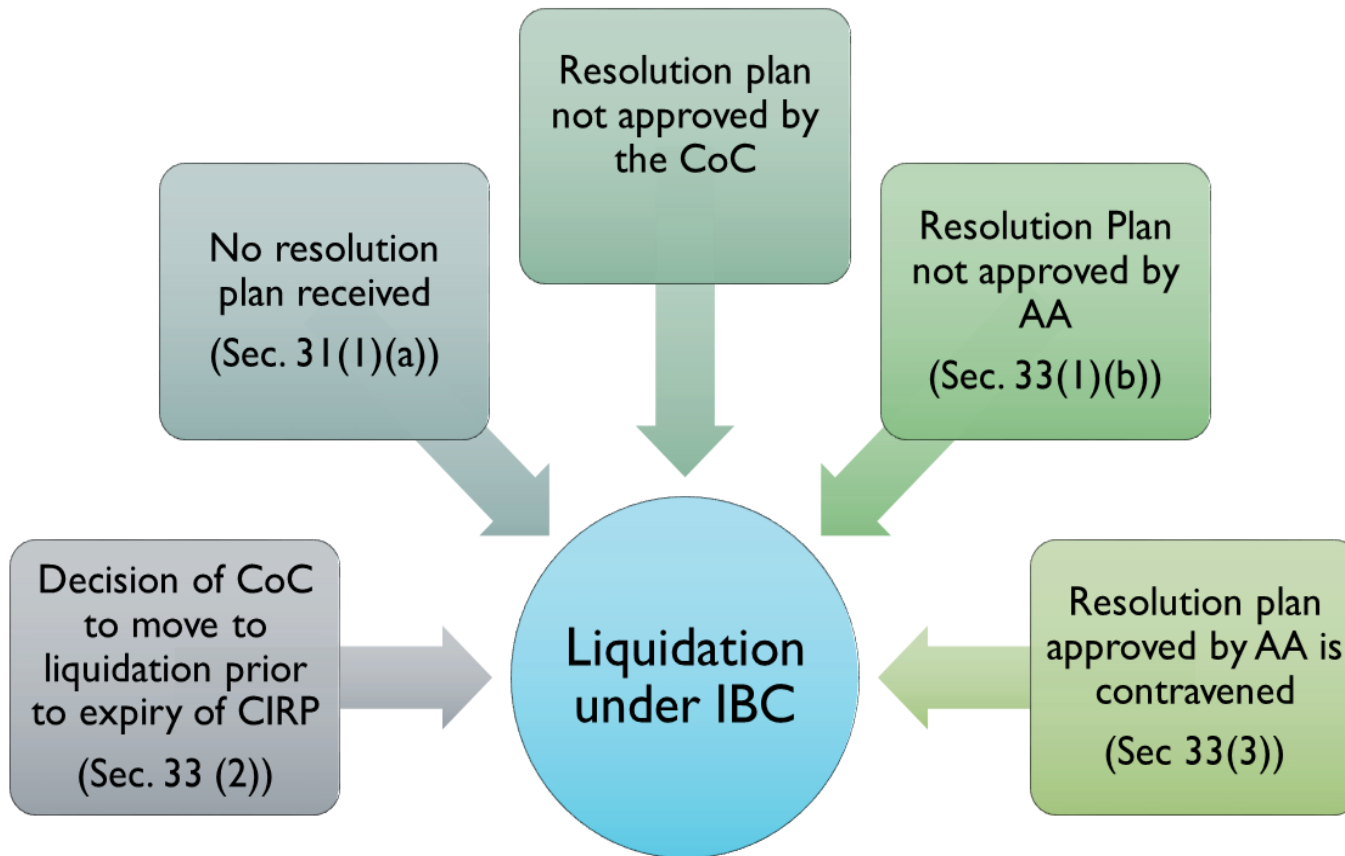 Resolution plan
not approved by
the CoC
No resolution
plan received
(Sec. 31(1)(a))
Resolution Plan
not approved by
AA
(Sec. 33(1)(b))
Decision of CoC
to move to
liquidation prior
to expiry of CIRP
(Sec. 33 (2))
Liquidation
under IBC
Resolution plan
approved by AA is
contravened
(Sec 33(3))